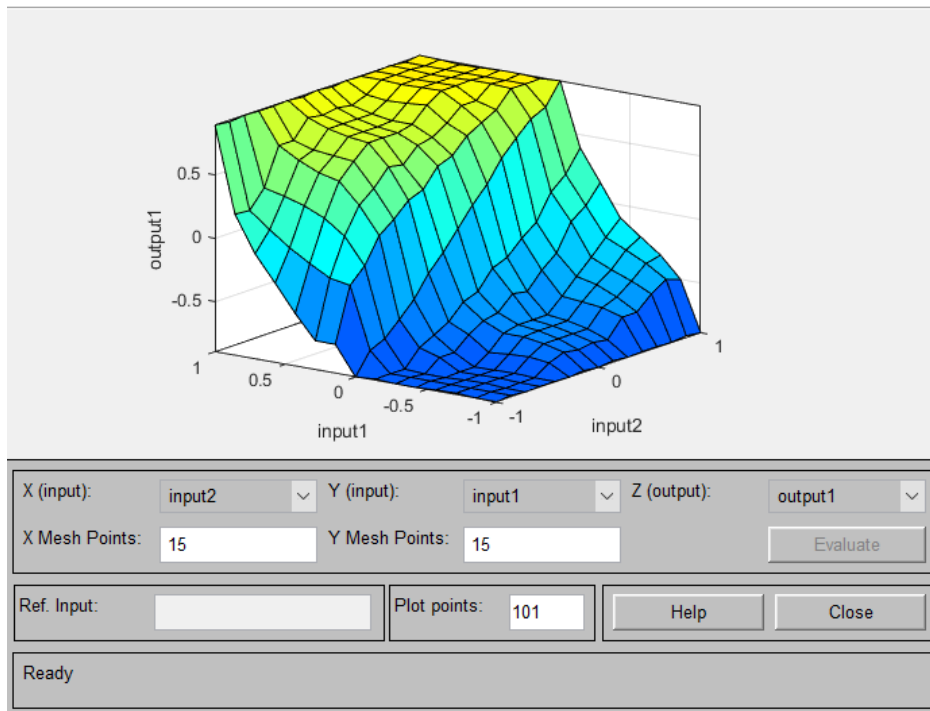 0.5
0
-0.5
output1
1
0.5
0
-0.5
-1
input1
-1
0
1
input2
X (input): input2 Y (input): input1 Z (output): output1
X Mesh Points: 15 Y Mesh Points: 15 Evaluate
Ref. Input: Plot points: 101 Help Close
Ready